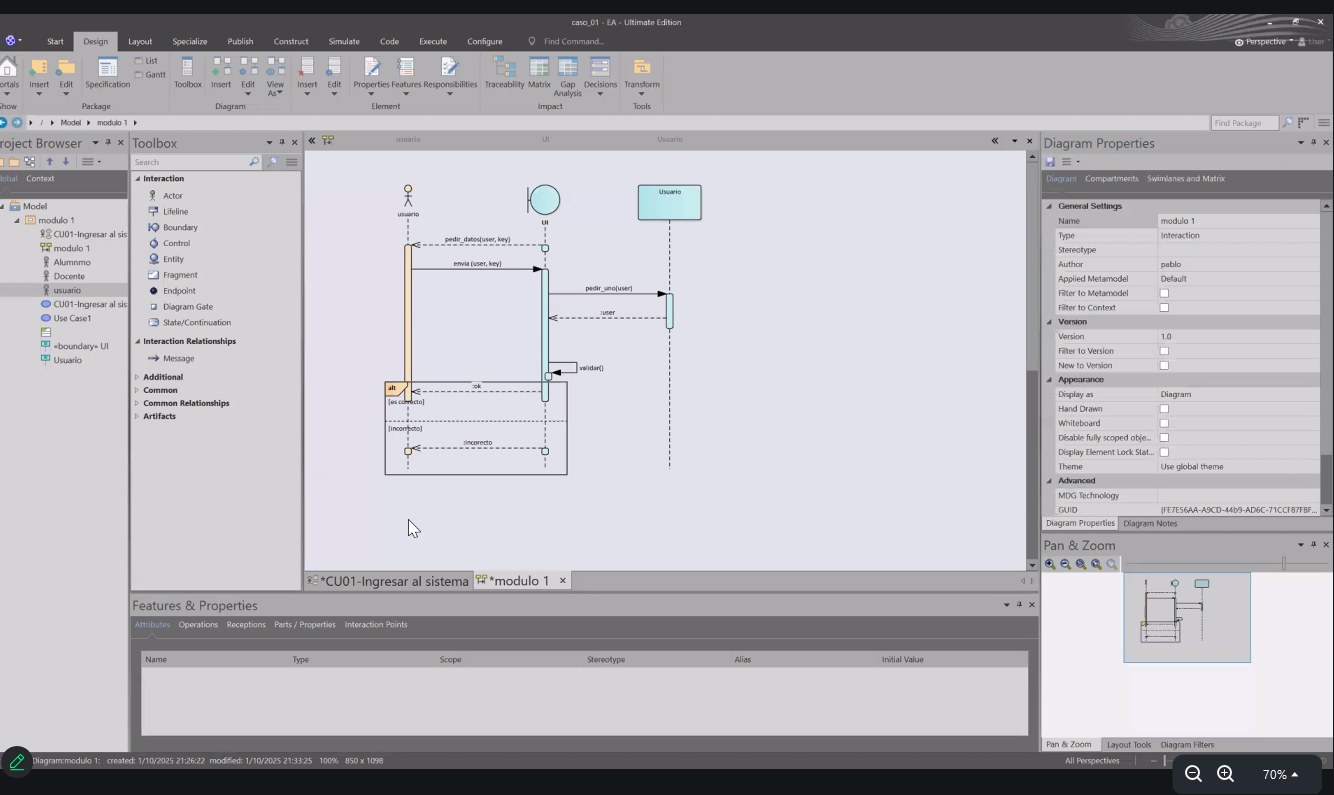 caso_01 - EA - Ultimate Edition
Start Design Layout Specialize Publish Construct Simulate Code Execute Configure Find Command...
Perspective User
List
Gantt
ortals Insert Edit Specification Toolbox Insert Edit View As Insert Edit Properties Features Responsibilities Traceability Matrix Gap Analysis Decisions Transform
Show Package Diagram Element Impact Tools
/ Model modulo 1
Find Package
roject Browser
lobal Context
Model
modulo 1
CU01-Ingresar al sis
modulo 1
Alumnmo
Docente
usuario
CU01-Ingresar al sis
Use Case1
«boundary» UI
Usuario
Toolbox
Search
Interaction
Actor
Lifeline
Boundary
Control
Entity
Fragment
Endpoint
Diagram Gate
State/Continuation
Interaction Relationships
Message
Additional
Common
Common Relationships
Artifacts
usuario UI Usuario
Usuario
usuario
UI
pedir_datos(user, key)
envia (user, key)
pedir_uno(user)
:user
validar()
alt
:ok
[es correcto]
[incorrecto]
:incorecto
*CU01-Ingresar al sistema *modulo 1
Diagram Properties
Diagram Compartments Swimlanes and Matrix
General Settings
Name modulo 1
Type Interaction
Stereotype
Author pablo
Applied Metamodel Default
Filter to Metamodel
Filter to Context
Version
Version 1.0
Filter to Version
New to Version
Appearance
Display as Diagram
Hand Drawn
Whiteboard
Disable fully scoped obje...
Display Element Lock Stat...
Theme Use global theme
Advanced
MDG Technology
GUID {FE7E56AA-A9CD-44b9-AD6C-71CCF87FBF...
Diagram Properties Diagram Notes
Pan & Zoom
Pan & Zoom Layout Tools Diagram Filters
Features & Properties
Attributes Operations Receptions Parts / Properties Interaction Points
Name Type Scope Stereotype Alias Initial Value
Diagram:modulo 1: created: 1/10/2025 21:26:22 modified: 1/10/2025 21:33:25 100% 850 x 1098
All Perspectives
70%